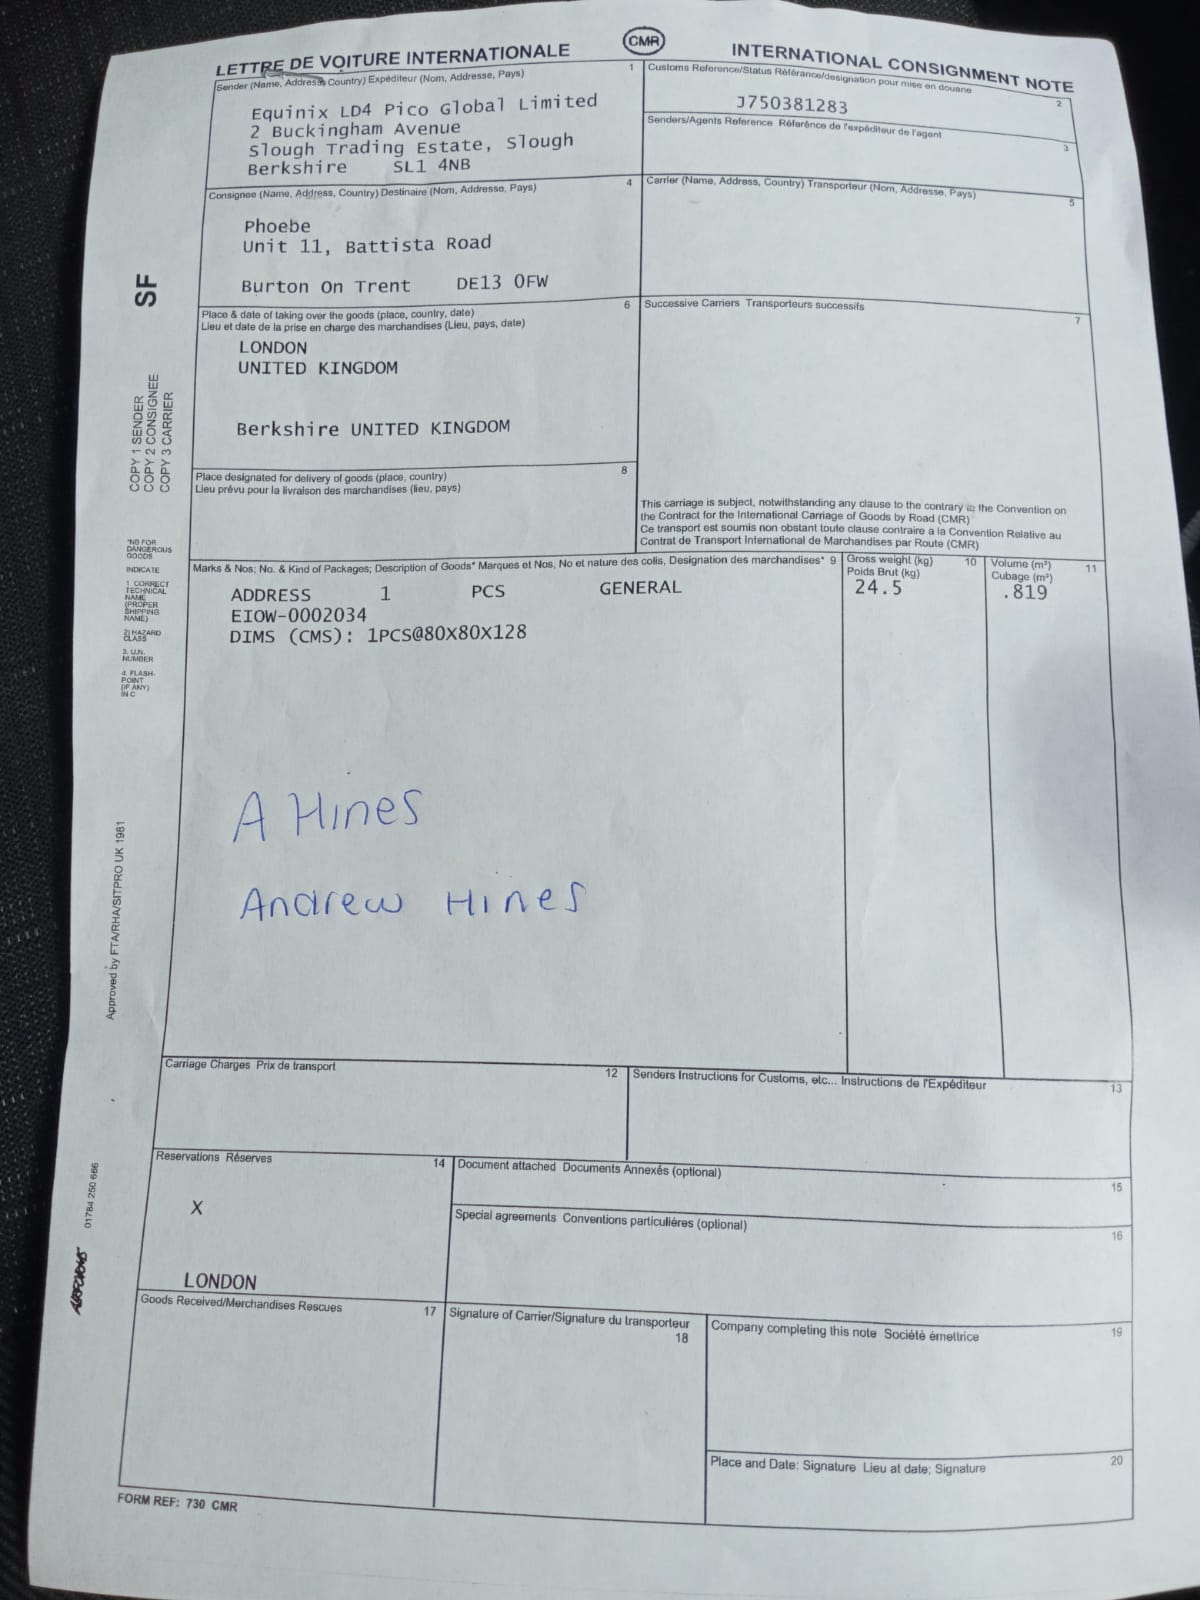 LETTRE DE VOITURE INTERNATIONALE
CMR
INTERNATIONAL CONSIGNMENT NOTE
Sender (Name, Address Country) Expéditeur (Nom, Addresse, Pays) 1
Equinix LD4 Pico Global Limited
2 Buckingham Avenue
Slough Trading Estate, Slough
Berkshire SL1 4NB
Customs Reference/Status Référance/designation pour mise en douane 2
J750381283
Senders/Agents Reference Référence de l'expéditeur de l'agent 3
Consignee (Name, Address, Country) Destinaire (Nom, Addresse, Pays) 4
Phoebe
Unit 11, Battista Road
Burton On Trent DE13 0FW
Carrier (Name, Address, Country) Transporteur (Nom, Addresse, Pays) 5
Place & date of taking over the goods (place, country, date) 6
Lieu et date de la prise en charge des marchandises (Lieu, pays, date)
LONDON
UNITED KINGDOM
Berkshire UNITED KINGDOM
Successive Carriers Transporteurs successifs 7
Place designated for delivery of goods (place, country) 8
Lieu prévu pour la livraison des marchandises (lieu, pays)
This carriage is subject, notwithstanding any clause to the contrary to the Convention on
the Contract for the International Carriage of Goods by Road (CMR)
Ce transport est soumis non obstant toute clause contraire a la Convention Relative au
Contrat de Transport International de Marchandises par Route (CMR)
Marks & Nos; No. & Kind of Packages; Description of Goods* Marques et Nos, No et nature des colis, Designation des marchandises* 9
Gross weight (kg) 10
Poids Brut (kg)
Volume (m³) 11
Cubage (m³)
ADDRESS 1 PCS GENERAL
24.5
.819
EIOW-0002034
DIMS (CMS): 1PCS@80X80X128
A Hines
Andrew Hines
Carriage Charges Prix de transport 12
Senders Instructions for Customs, etc... Instructions de l'Expéditeur 13
Reservations Réserves 14
X
LONDON
Document attached Documents Annexés (optional) 15
Special agreements Conventions particuliéres (optional) 16
Goods Received/Merchandises Rescues 17
Signature of Carrier/Signature du transporteur
18
Company completing this note Société émettrice 19
Place and Date: Signature Lieu at date; Signature 20
FORM REF: 730 CMR
SF
COPY 1 SENDER
COPY 2 CONSIGNEE
COPY 3 CARRIER
*NB FOR
DANGEROUS
GOODS
INDICATE
1. CORRECT
TECHNICAL
NAME
(PROPER
SHIPPING
NAME)
2) HAZARD
CLASS
3. U.N.
NUMBER
4. FLASH-
POINT
(IF ANY)
IN C
Approved by FTA/RHA/SITPRO UK 1981
01784 250 666